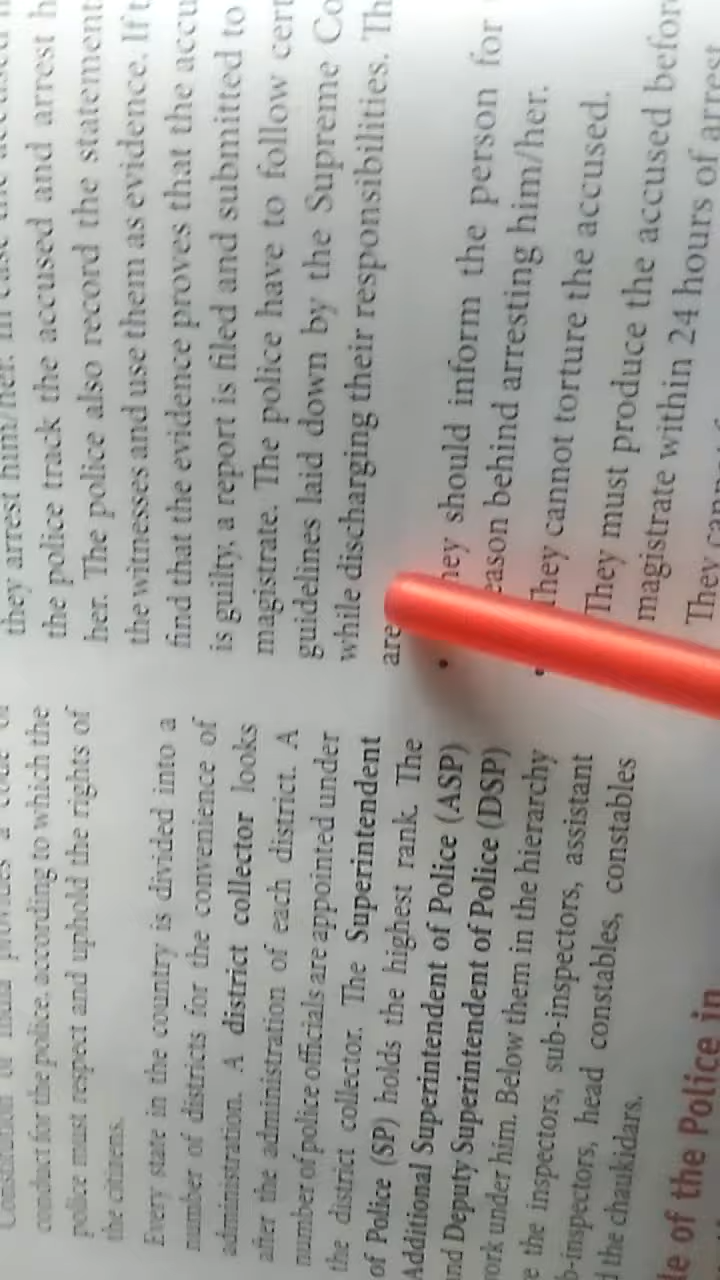 conduct for the police, according to which the
police must respect and uphold the rights of
the citizens.
Every state in the country is divided into a
number of districts for the convenience of
administration. A district collector looks
after the administration of each district. A
number of police officials are appointed under
the district collector. The Superintendent
of Police (SP) holds the highest rank. The
Additional Superintendent of Police (ASP)
nd Deputy Superintendent of Police (DSP)
ork under him. Below them in the hierarchy
e the inspectors, sub-inspectors, assistant
b-inspectors, head constables, constables
d the chaukidars.
le of the Police in
they arrest him/her. In case the accused
the police track the accused and arrest h
her. The police also record the statement
the witnesses and use them as evidence. If t
find that the evidence proves that the accu
is guilty, a report is filed and submitted to
magistrate. The police have to follow cert
guidelines laid down by the Supreme Co
while discharging their responsibilities. Th
are
• hey should inform the person for
eason behind arresting him/her.
• They cannot torture the accused.
They must produce the accused befor
magistrate within 24 hours of arrest
They